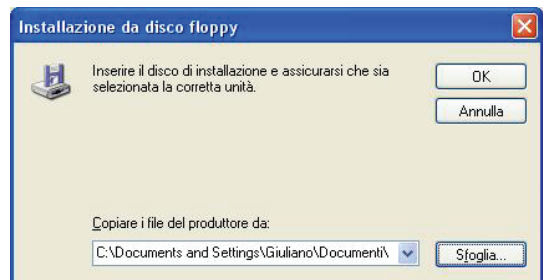 Installazione da disco floppy
Inserire il disco di installazione e assicurarsi che sia
selezionata la corretta unità.
OK
Annulla
Copiare i file del produttore da:
C:\Documents and Settings\Giuliano\Documenti\
Sfoglia...